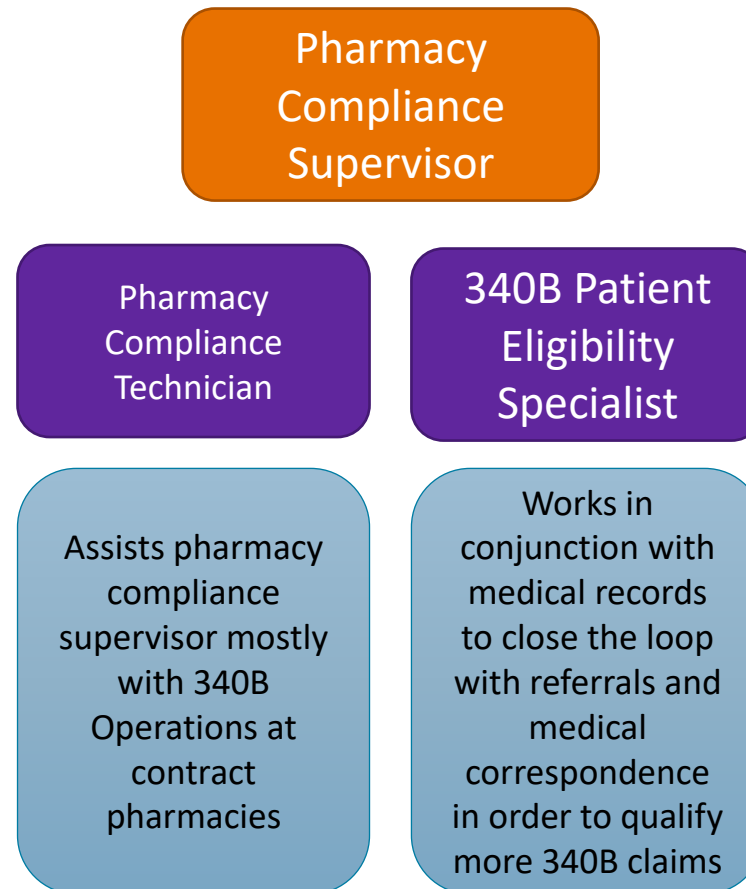 Pharmacy
Compliance
Supervisor
Pharmacy
Compliance
Technician
340B Patient
Eligibility
Specialist
Assists pharmacy
compliance
supervisor mostly
with 340B
Operations at
contract
pharmacies
Works in
conjunction with
medical records
to close the loop
with referrals and
medical
correspondence
in order to qualify
more 340B claims